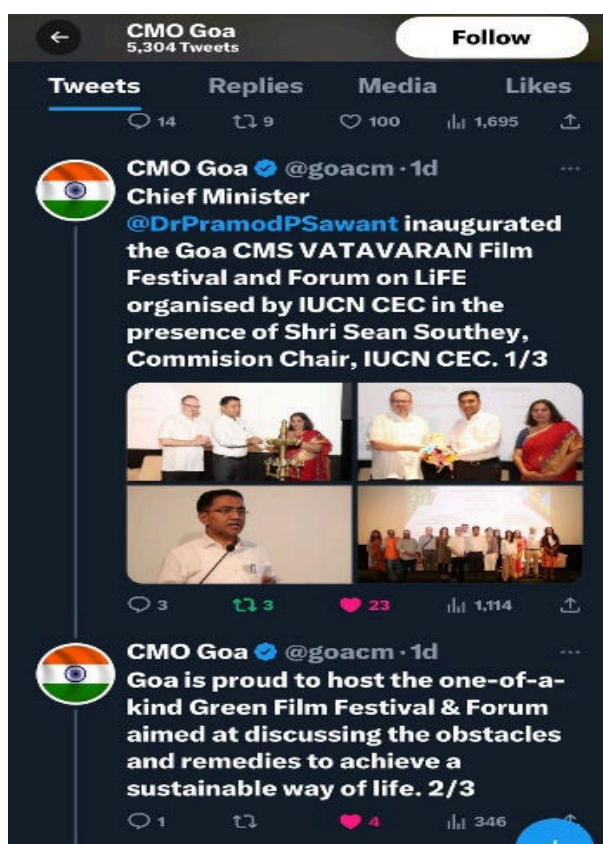 CMO Goa
5,304 Tweets
Follow
Tweets Replies Media Likes
14 9 100 1,695
CMO Goa @goacm · 1d
Chief Minister
@DrPramodPSawant inaugurated
the Goa CMS VATAVARAN Film
Festival and Forum on LiFE
organised by IUCN CEC in the
presence of Shri Sean Southey,
Commision Chair, IUCN CEC. 1/3
3 3 23 1,114
CMO Goa @goacm · 1d
Goa is proud to host the one-of-a-
kind Green Film Festival & Forum
aimed at discussing the obstacles
and remedies to achieve a
sustainable way of life. 2/3
1 4 346